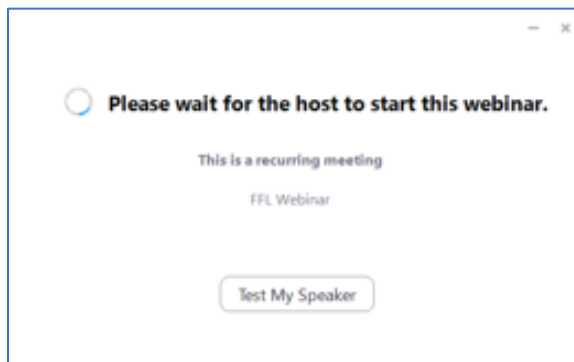 Please wait for the host to start this webinar.
This is a recurring meeting
FFL Webinar
Test My Speaker